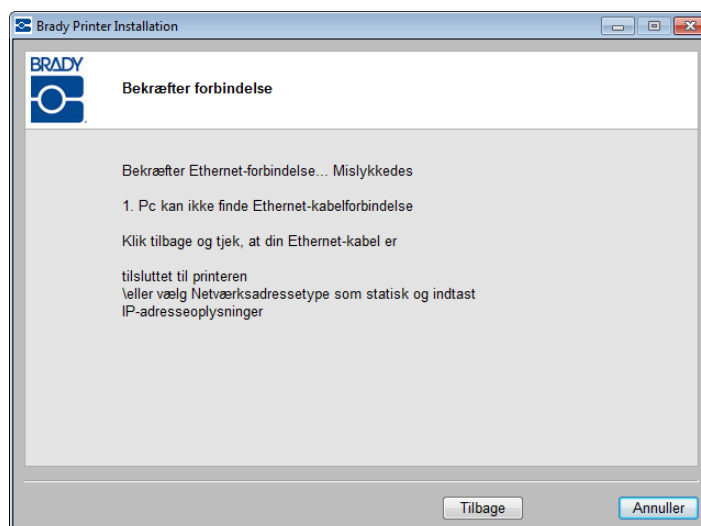 Brady Printer Installation
BRADY
Bekræfter forbindelse
Bekræfter Ethernet-forbindelse... Mislykkedes
1. Pc kan ikke finde Ethernet-kabelforbindelse
Klik tilbage og tjek, at din Ethernet-kabel er
tilsluttet til printeren
\eller vælg Netværksadressetype som statisk og indtast
IP-adresseoplysninger
Tilbage
Annuller